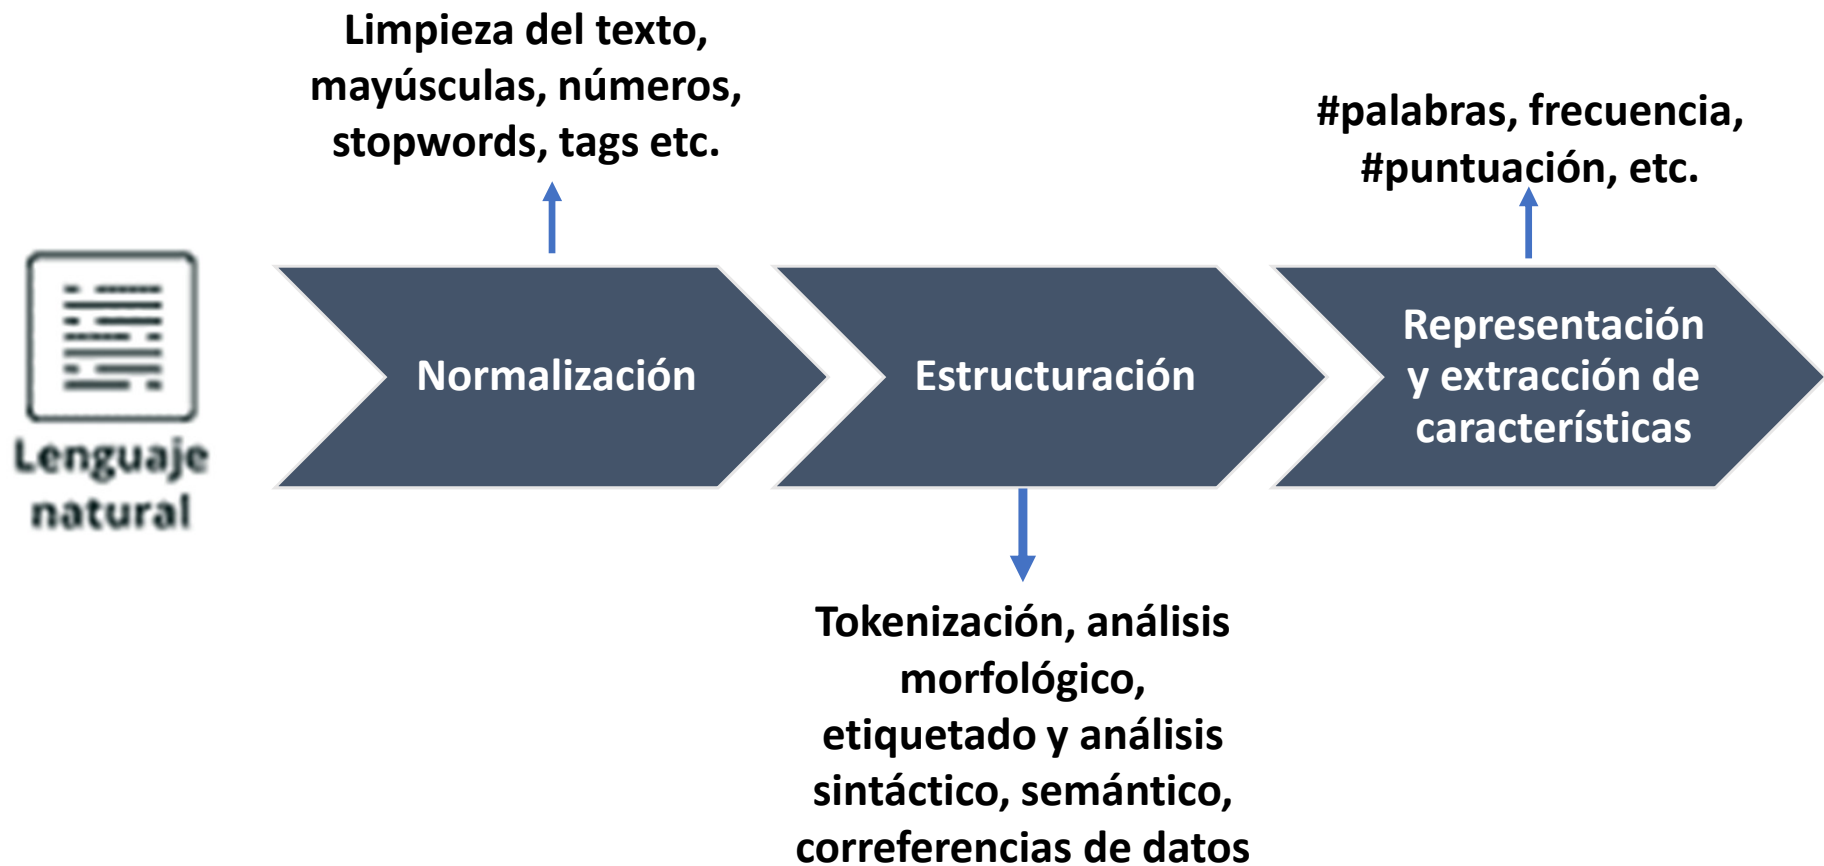 Limpieza del texto,
mayúsculas, números,
stopwords, tags etc.
#palabras, frecuencia,
#puntuación, etc.
Lenguaje
natural
Normalización
Estructuración
Representación
y extracción de
características
Tokenización, análisis
morfológico,
etiquetado y análisis
sintáctico, semántico,
correferencias de datos